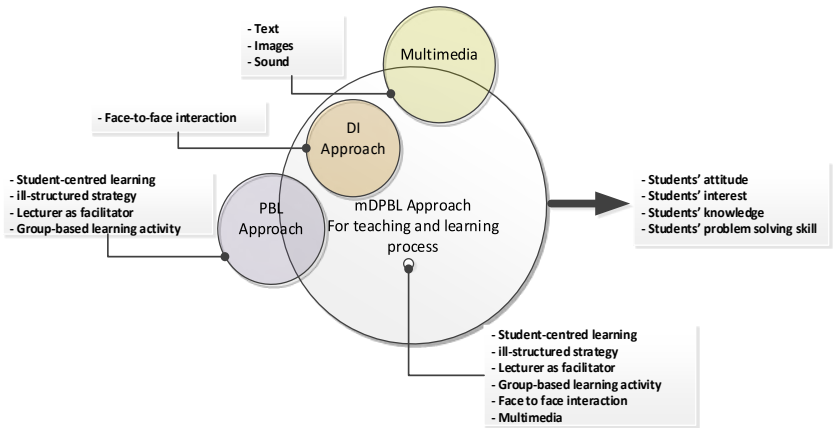 - Text
- Images
- Sound
Multimedia
- Face-to-face interaction
DI
Approach
- Student-centred learning
- ill-structured strategy
- Lecturer as facilitator
- Group-based learning activity
PBL
Approach
mDPBL Approach
For teaching and learning
process
- Students' attitude
- Students' interest
- Students' knowledge
- Students' problem solving skill
- Student-centred learning
- ill-structured strategy
- Lecturer as facilitator
- Group-based learning activity
- Face to face interaction
- Multimedia